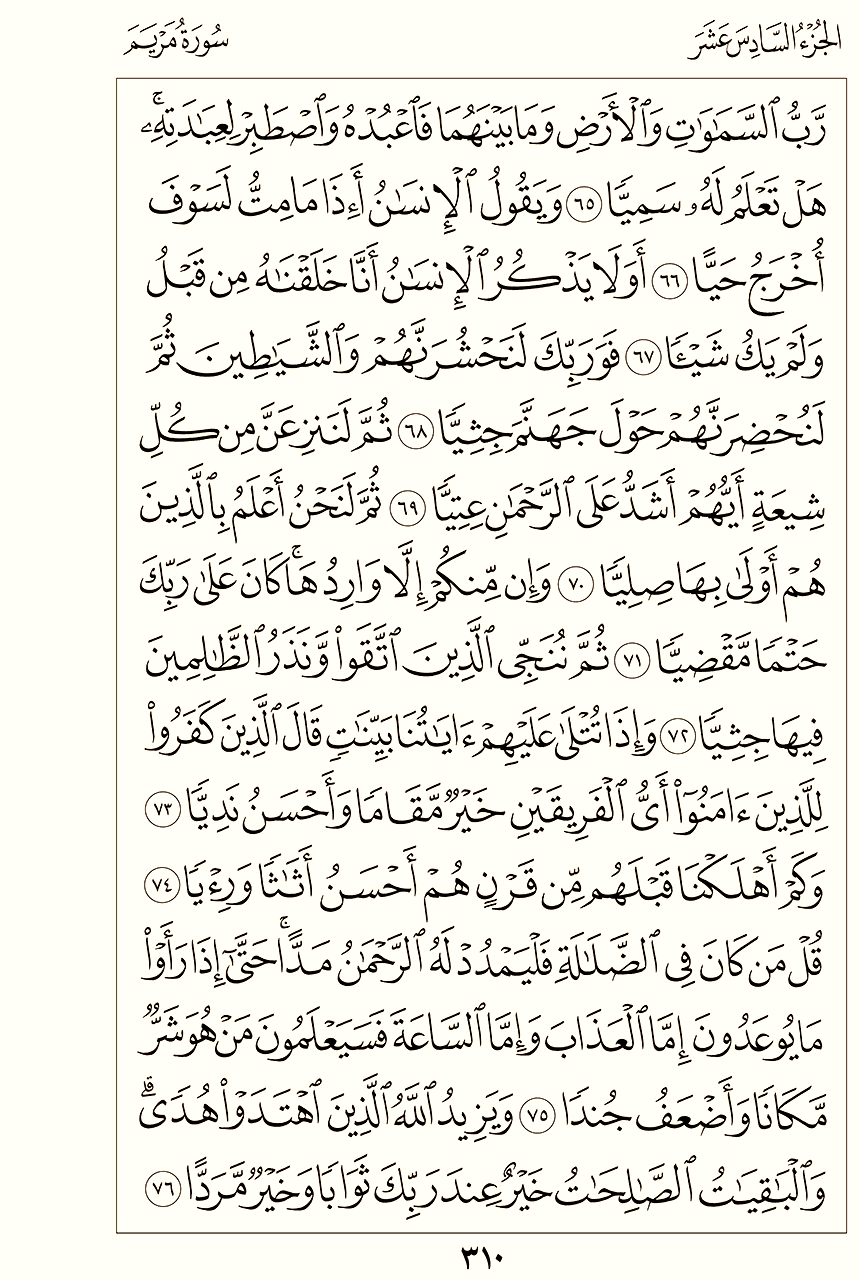 الجُزْءُ السَّادِسَ عَشَرَ
سُورَةُ مَرْيَمَ
رَّبُّ ٱلسَّمَٰوَٰتِ وَٱلْأَرْضِ وَمَا بَيْنَهُمَا فَٱعْبُدْهُ وَٱصْطَبِرْ لِعِبَٰدَتِهِۦۚ
هَلْ تَعْلَمُ لَهُۥ سَمِيًّا ٦٥ وَيَقُولُ ٱلْإِنسَٰنُ أَءِذَا مَا مِتُّ لَسَوْفَ
أُخْرَجُ حَيًّا ٦٦ أَوَلَا يَذْكُرُ ٱلْإِنسَٰنُ أَنَّا خَلَقْنَٰهُ مِن قَبْلُ
وَلَمْ يَكُ شَيْـًٔا ٦٧ فَوَرَبِّكَ لَنَحْشُرَنَّهُمْ وَٱلشَّيَٰطِينَ ثُمَّ
لَنُحْضِرَنَّهُمْ حَوْلَ جَهَنَّمَ جِثِيًّا ٦٨ ثُمَّ لَنَنزِعَنَّ مِن كُلِّ
شِيعَةٍ أَيُّهُمْ أَشَدُّ عَلَى ٱلرَّحْمَٰنِ عِتِيًّا ٦٩ ثُمَّ لَنَحْنُ أَعْلَمُ بِٱلَّذِينَ
هُمْ أَوْلَىٰ بِهَا صِلِيًّا ٧٠ وَإِن مِّنكُمْ إِلَّا وَارِدُهَاۚ كَانَ عَلَىٰ رَبِّكَ
حَتْمًا مَّقْضِيًّا ٧١ ثُمَّ نُنَجِّى ٱلَّذِينَ ٱتَّقَوا۟ وَّنَذَرُ ٱلظَّٰلِمِينَ
فِيهَا جِثِيًّا ٧٢ وَإِذَا تُتْلَىٰ عَلَيْهِمْ ءَايَٰتُنَا بَيِّنَٰتٍ قَالَ ٱلَّذِينَ كَفَرُوا۟
لِلَّذِينَ ءَامَنُوٓا۟ أَىُّ ٱلْفَرِيقَيْنِ خَيْرٌ مَّقَامًا وَأَحْسَنُ نَدِيًّا ٧٣
وَكَمْ أَهْلَكْنَا قَبْلَهُم مِّن قَرْنٍ هُمْ أَحْسَنُ أَثَٰثًا وَرِءْيًا ٧٤
قُلْ مَن كَانَ فِى ٱلضَّلَٰلَةِ فَلْيَمْدُدْ لَهُ ٱلرَّحْمَٰنُ مَدًّاۚ حَتَّىٰٓ إِذَا رَأَوْا۟
مَا يُوعَدُونَ إِمَّا ٱلْعَذَابَ وَإِمَّا ٱلسَّاعَةَ فَسَيَعْلَمُونَ مَنْ هُوَ شَرٌّ
مَّكَانًا وَأَضْعَفُ جُندًا ٧٥ وَيَزِيدُ ٱللَّهُ ٱلَّذِينَ ٱهْتَدَوْا۟ هُدًىۗ
وَٱلْبَٰقِيَٰتُ ٱلصَّٰلِحَٰتُ خَيْرٌ عِندَ رَبِّكَ ثَوَابًا وَخَيْرٌ مَّرَدًّا ٧٦
٣١٠